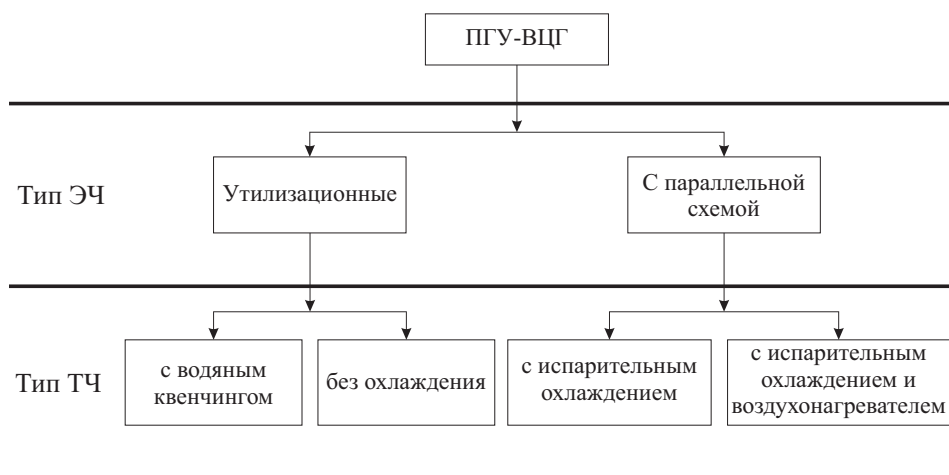 ПГУ-ВЦГ
Тип ЭЧ
Утилизационные
С параллельной
схемой
Тип ТЧ
с водяным
квенчингом
без охлаждения
с испарительным
охлаждением
с испарительным
охлаждением и
воздухонагревателем